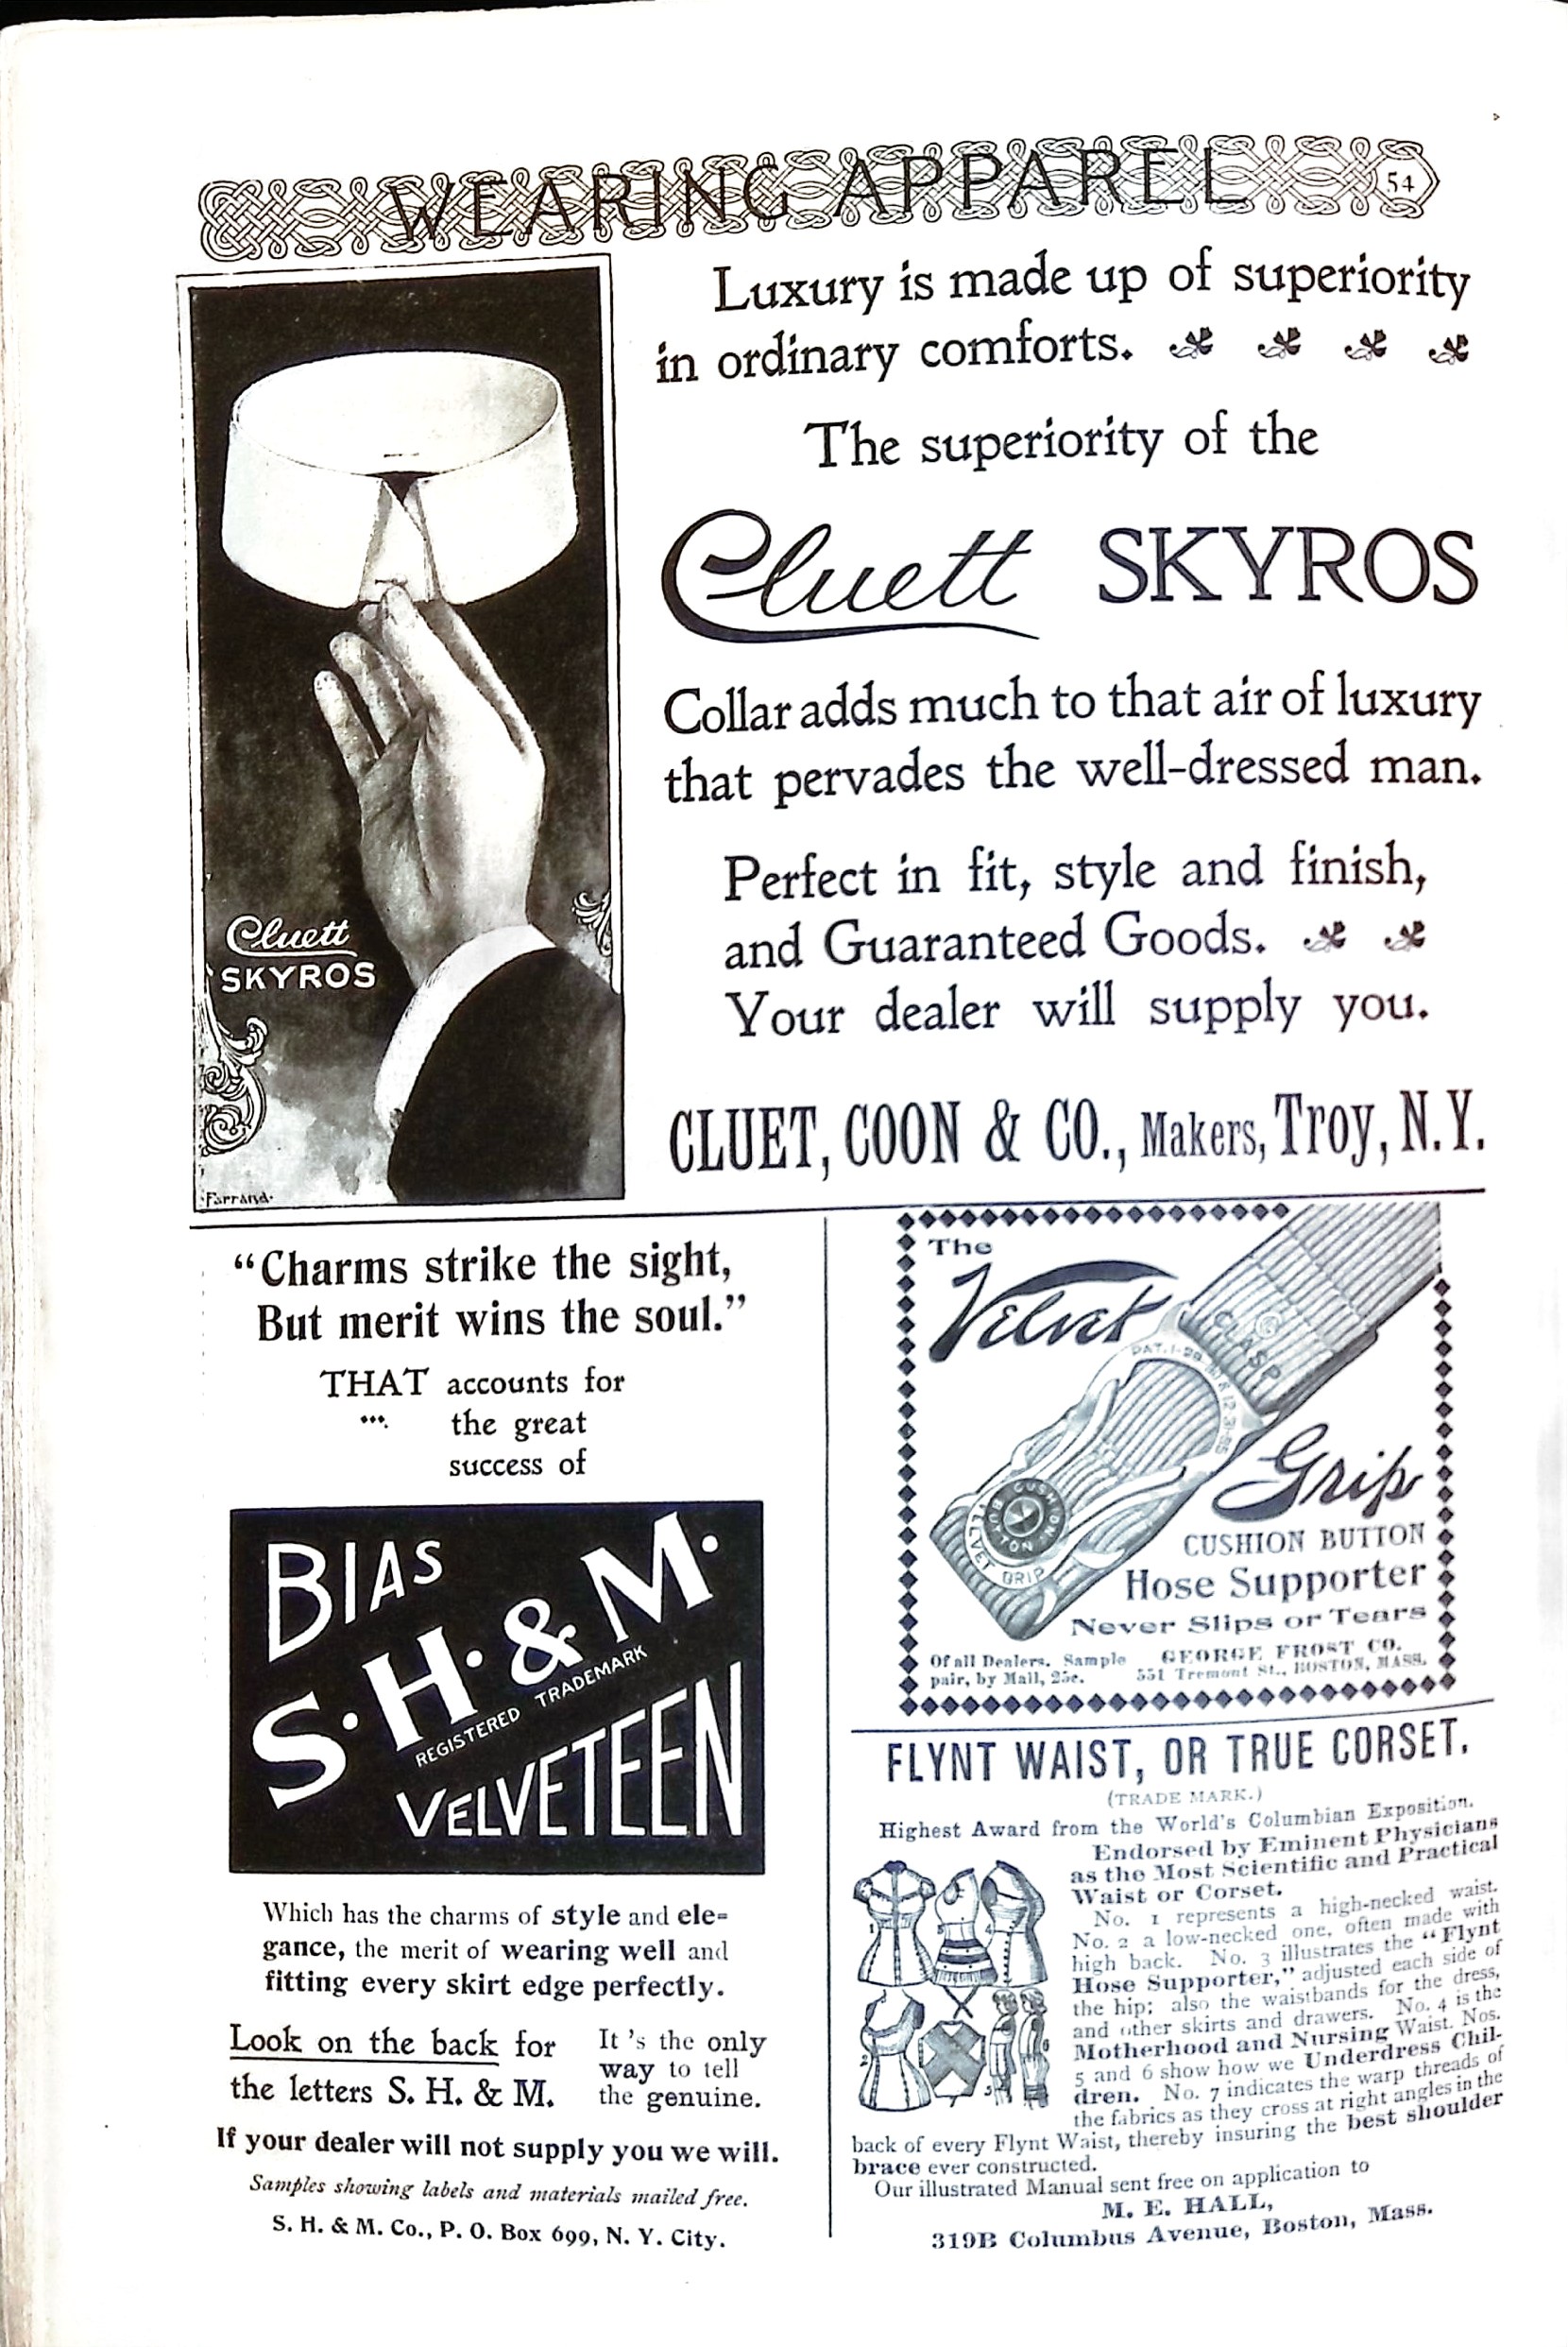 WEARING APPAREL
54
Luxury is made up of superiority
in ordinary comforts.
The superiority of the
Cluett SKYROS
Collar adds much to that air of luxury
that pervades the well-dressed man.
Perfect in fit, style and finish,
and Guaranteed Goods.
Your dealer will supply you.
CLUET, COON & CO., Makers, Troy, N.Y.
Cluett
SKYROS
Farrand
"Charms strike the sight,
But merit wins the soul."
THAT accounts for
the great
success of
BIAS
S.H.&M.
REGISTERED TRADEMARK
VELVETEEN
Which has the charms of style and ele-
gance, the merit of wearing well and
fitting every skirt edge perfectly.
Look on the back for
the letters S. H. & M.
It's the only
way to tell
the genuine.
If your dealer will not supply you we will.
Samples showing labels and materials mailed free.
S. H. & M. Co., P. O. Box 699, N. Y. City.
The
Velvet
CLASP
CUSHION
BUTTON
VELVET GRIP
Grip
CUSHION BUTTON
Hose Supporter
Never Slips or Tears
Of all Dealers. Sample
pair, by Mail, 25c.
GEORGE FROST CO.
551 Tremont St., BOSTON, MASS.
FLYNT WAIST, OR TRUE CORSET.
(TRADE MARK.)
Highest Award from the World's Columbian Exposition.
Endorsed by Eminent Physicians
as the Most Scientific and Practical
Waist or Corset.
No. 1 represents a high-necked waist.
No. 2 a low-necked one, often made with
high back. No. 3 illustrates the "Flynt
Hose Supporter," adjusted each side of
the hip; also the waistbands for the dress,
and other skirts and drawers. No. 4 is the
Motherhood and Nursing Waist. Nos.
5 and 6 show how we Underdress Chil-
dren. No. 7 indicates the warp threads of
the fabrics as they cross at right angles in the
back of every Flynt Waist, thereby insuring the best shoulder
brace ever constructed.
Our illustrated Manual sent free on application to
M. E. HALL,
319B Columbus Avenue, Boston, Mass.